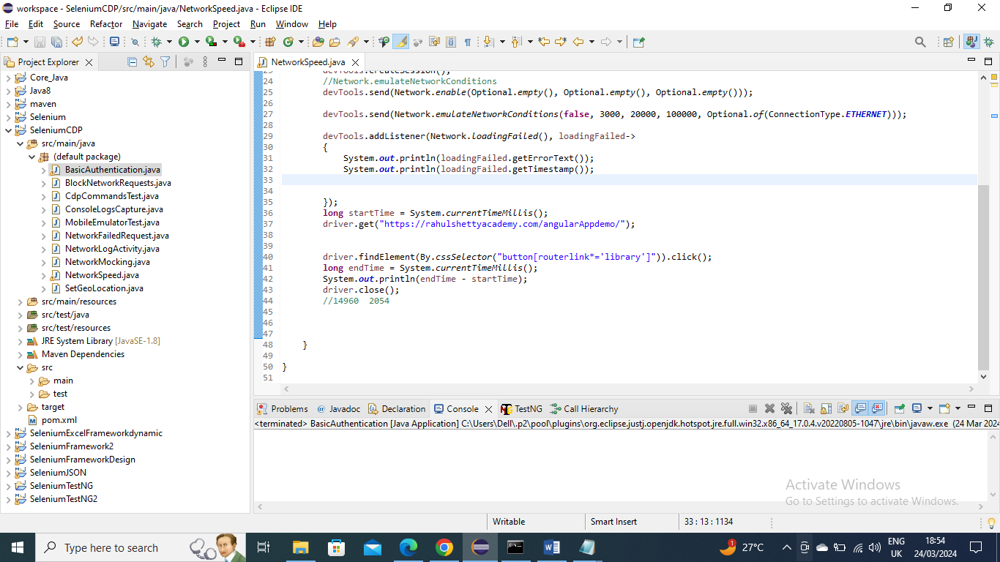 workspace - SeleniumCDP/src/main/java/NetworkSpeed.java - Eclipse IDE
File Edit Source Refactor Navigate Search Project Run Window Help
Project Explorer
Core_Java
Java8
maven
Selenium
SeleniumCDP
src/main/java
(default package)
BasicAuthentication.java
BlockNetworkRequests.java
CdpCommandsTest.java
ConsoleLogsCapture.java
MobileEmulatorTest.java
NetworkFailedRequest.java
NetworkLogActivity.java
NetworkMocking.java
NetworkSpeed.java
SetGeoLocation.java
src/main/resources
src/test/java
src/test/resources
JRE System Library [JavaSE-1.8]
Maven Dependencies
src
main
test
target
pom.xml
SeleniumExcelFrameworkdynamic
SeleniumFramework2
SeleniumFrameworkDesign
SeleniumJSON
SeleniumTestNG
SeleniumTestNG2
NetworkSpeed.java
23 devTools.createSession();
24 //Network.emulateNetworkConditions
25 devTools.send(Network.enable(Optional.empty(), Optional.empty(), Optional.empty()));
26
27 devTools.send(Network.emulateNetworkConditions(false, 3000, 20000, 100000, Optional.of(ConnectionType.ETHERNET)));
28
29 devTools.addListener(Network.loadingFailed(), loadingFailed->
30 {
31 System.out.println(loadingFailed.getErrorText());
32 System.out.println(loadingFailed.getTimestamp());
33
34
35 });
36 long startTime = System.currentTimeMillis();
37 driver.get("https://rahulshettyacademy.com/angularAppdemo/");
38
39
40 driver.findElement(By.cssSelector("button[routerlink*='library']")).click();
41 long endTime = System.currentTimeMillis();
42 System.out.println(endTime - startTime);
43 driver.close();
44 //14960 2054
45
46
47
48 }
49
50 }
51
Problems Javadoc Declaration Console TestNG Call Hierarchy
<terminated> BasicAuthentication [Java Application] C:\Users\Dell\.p2\pool\plugins\org.eclipse.justj.openjdk.hotspot.jre.full.win32.x86_64_17.0.4.v20220805-1047\jre\bin\javaw.exe (24 Mar 2024
Activate Windows
Go to Settings to activate Windows.
Writable Smart Insert 33 : 13 : 1134
Type here to search
27°C
ENG
UK
18:54
24/03/2024